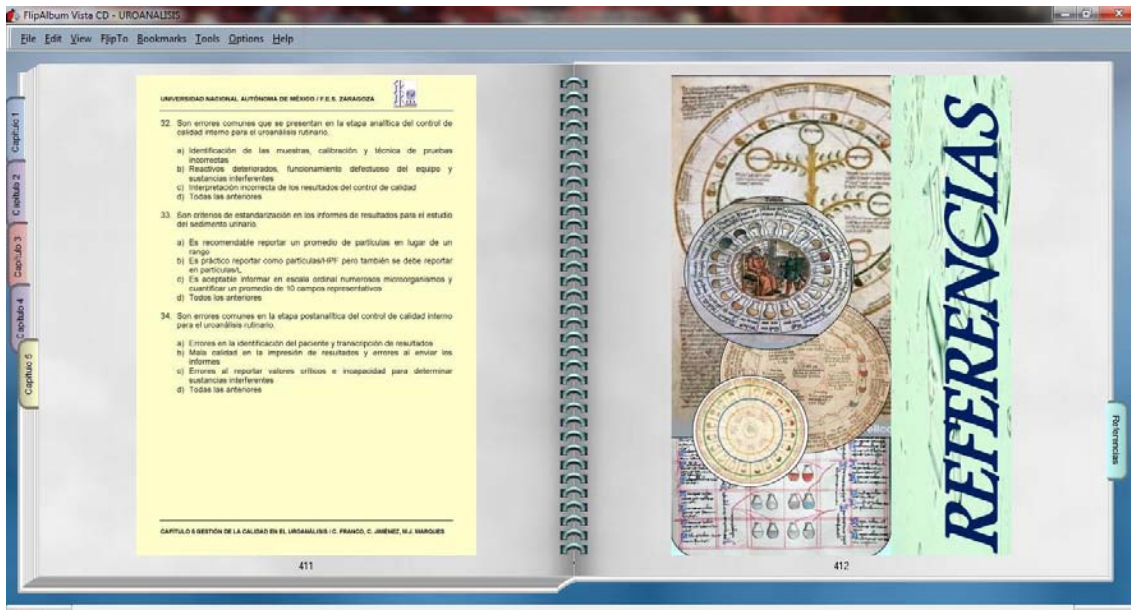 FlipAlbum Vista CD - UROANALISIS
File Edit View FlipTo Bookmarks Tools Options Help
Capítulo 1
Capítulo 2
Capítulo 3
Capítulo 4
Capítulo 5
UNIVERSIDAD NACIONAL AUTÓNOMA DE MÉXICO / F.E.S. ZARAGOZA
32. Son errores comunes que se presentan en la etapa analítica del control de
calidad interno para el uroanálisis rutinario.
a) Identificación de las muestras, calibración y técnica de pruebas
incorrectas
b) Reactivos deteriorados, funcionamiento defectuoso del equipo y
sustancias interferentes
c) Interpretación incorrecta de los resultados del control de calidad
d) Todas las anteriores
33. Son criterios de estandarización en los informes de resultados para el estudio
del sedimento urinario.
a) Es recomendable reportar un promedio de partículas en lugar de un
rango
b) Es práctico reportar como partículas/HPF pero también se debe reportar
en partículas/L
c) Es aceptable informar en escala ordinal numerosos microorganismos y
cuantificar un promedio de 10 campos representativos
d) Todos los anteriores
34. Son errores comunes en la etapa postanalítica del control de calidad interno
para el uroanálisis rutinario.
a) Errores en la identificación del paciente y transcripción de resultados
b) Mala calidad en la impresión de resultados y errores al enviar los
informes
c) Errores al reportar valores críticos e incapacidad para determinar
sustancias interferentes
d) Todas las anteriores
CAPÍTULO 5 GESTIÓN DE LA CALIDAD EN EL UROANÁLISIS / C. FRANCO, C. JIMÉNEZ, M.J. MARQUES
411
REFERENCIAS
412
Referencias